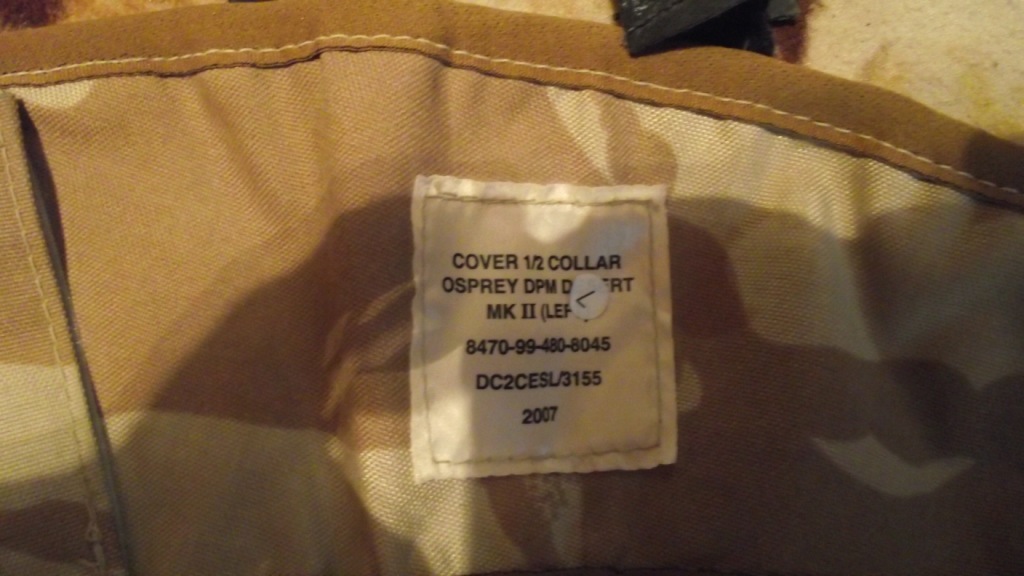 COVER 1/2 COLLAR
OSPREY DPM
MK II
8470-99-480-8045
DC2CESL/3155
2007